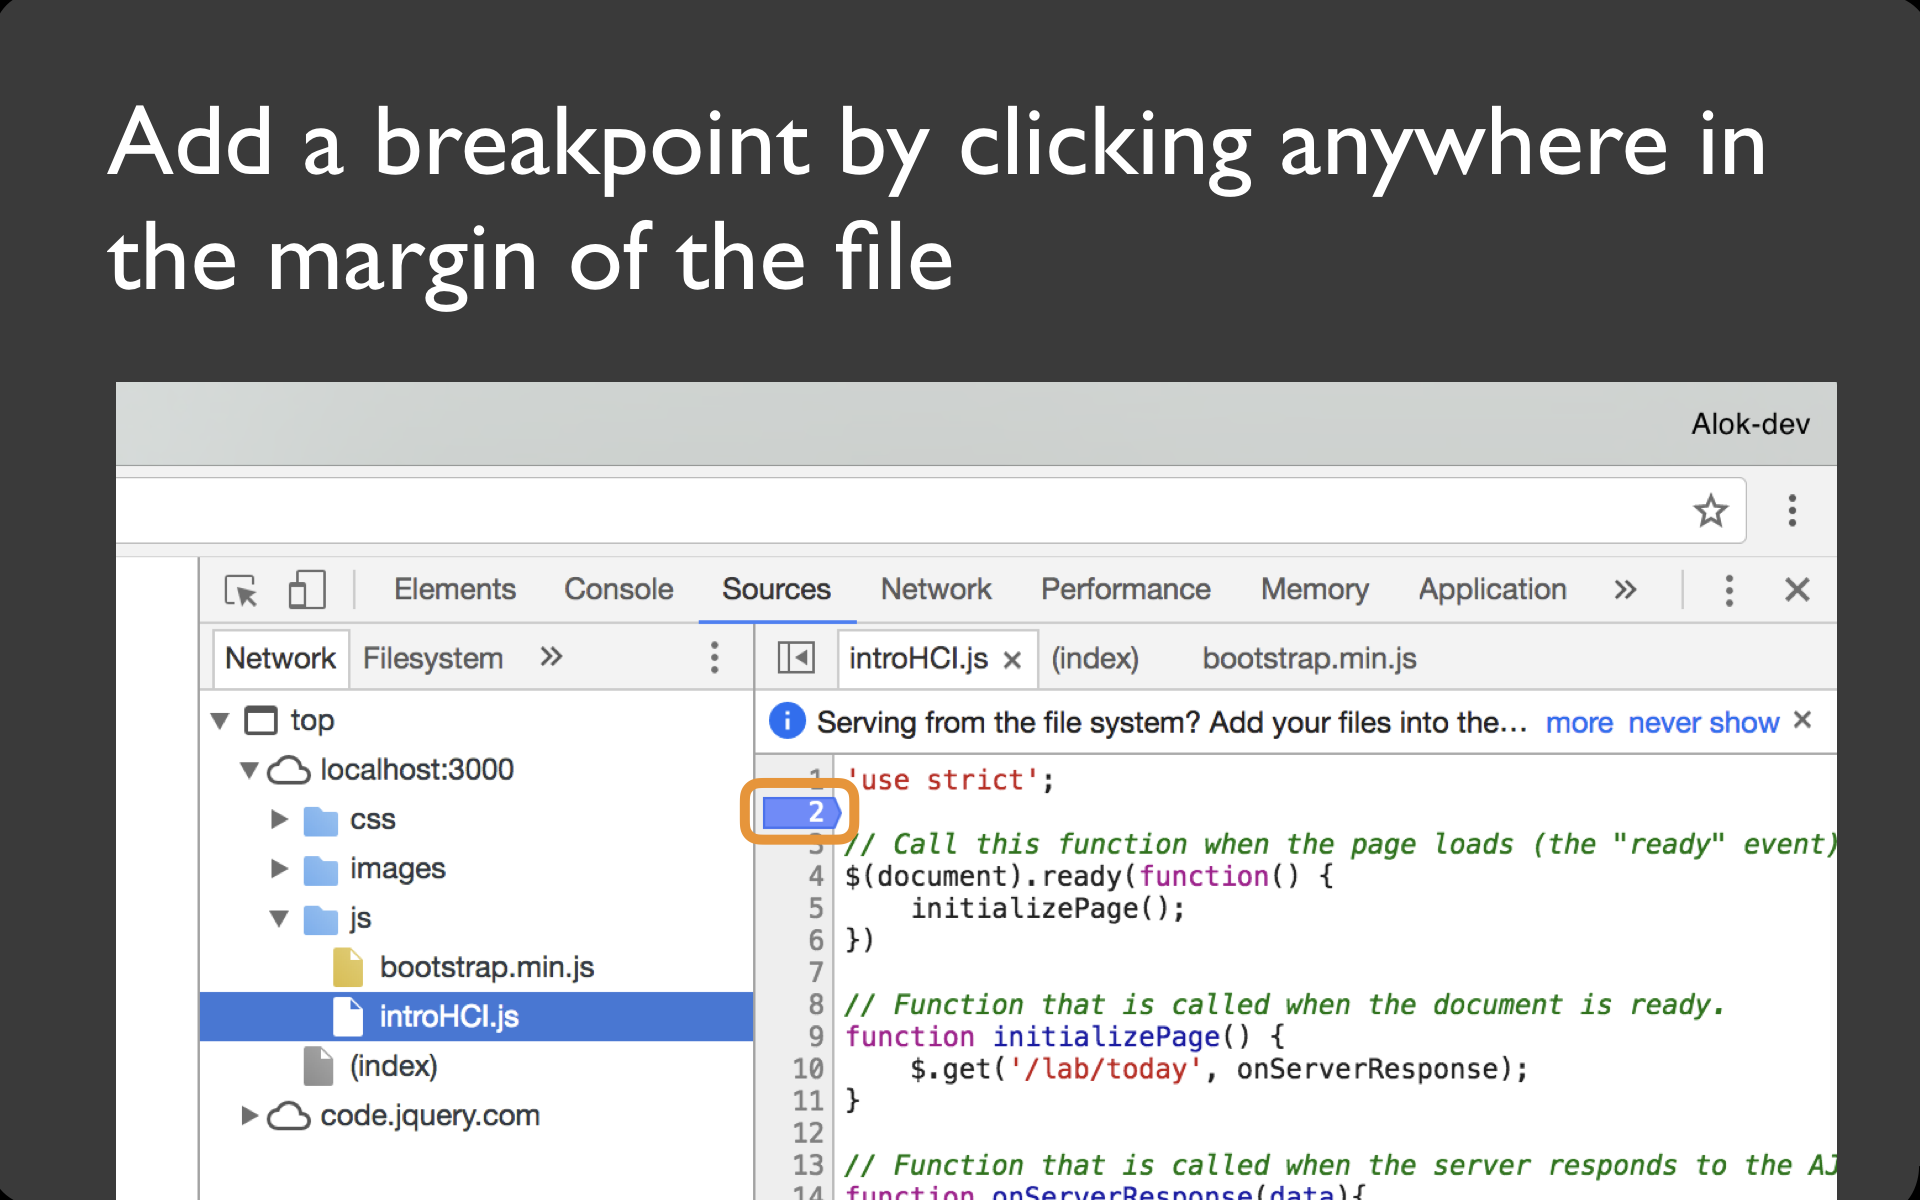 Add a breakpoint by clicking anywhere in
the margin of the file
Alok-dev
Elements Console Sources Network Performance Memory Application »
Network Filesystem »
introHCI.js × (index) bootstrap.min.js
Serving from the file system? Add your files into the... more never show ×
top
localhost:3000
css
images
js
bootstrap.min.js
introHCI.js
(index)
code.jquery.com
1 'use strict';
2
3 // Call this function when the page loads (the "ready" event)
4 $(document).ready(function() {
5     initializePage();
6 })
7
8 // Function that is called when the document is ready.
9 function initializePage() {
10     $.get('/lab/today', onServerResponse);
11 }
12
13 // Function that is called when the server responds to the AJ
14 function onServerResponse(data){